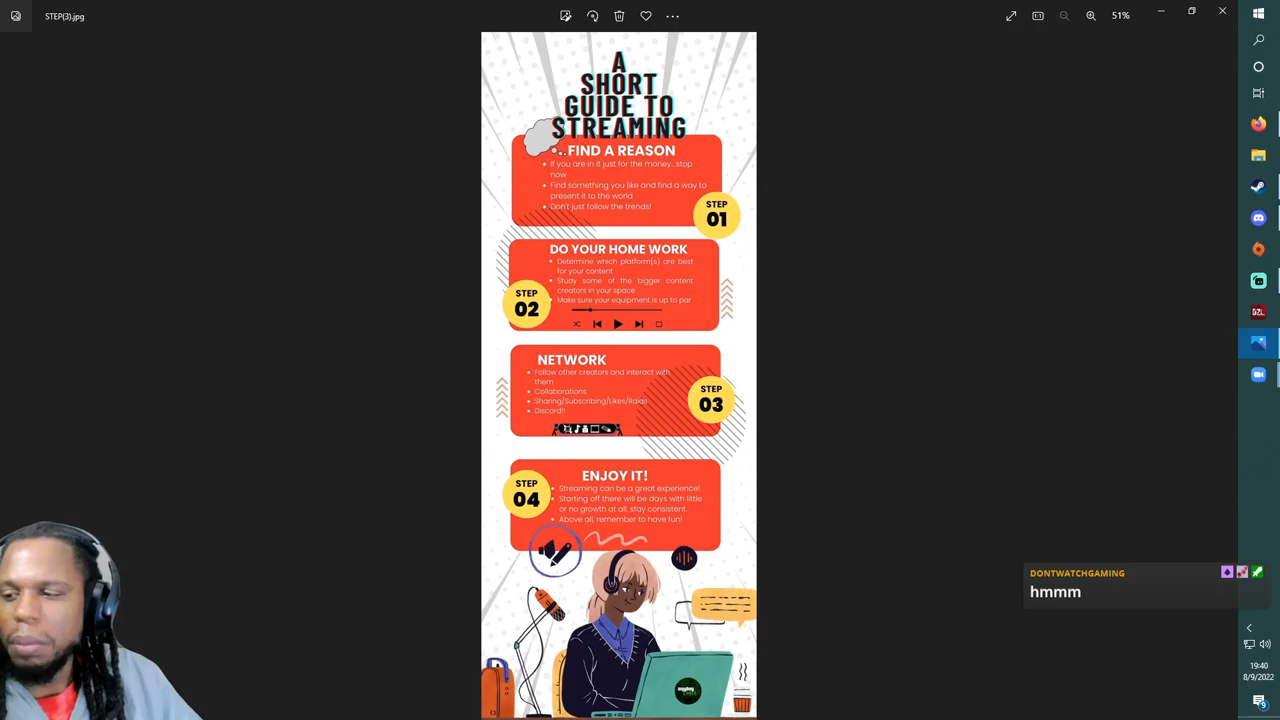 STEP(3).jpg
51%
A
SHORT
GUIDE TO
STREAMING
FIND A REASON
If you are in it just for the money.. stop
now
Find something you like and find a way to
present it to the world
Don't just follow the trends!
STEP
01
DO YOUR HOME WORK
Determine which platform(s) are best
for your content
Study some of the bigger content
creators in your space
Make sure your equipment is up to par
STEP
02
NETWORK
Follow other creators and interact with
them
Collaborations
Sharing/Subscribing/Likes/Raids
Discord!!
STEP
03
ENJOY IT!
Streaming can be a great experience!
Starting off there will be days with little
or no growth at all, stay consistent.
Above all, remember to have fun!
STEP
04
DONTWATCHGAMING
hmmm
19:40
8/9/2022